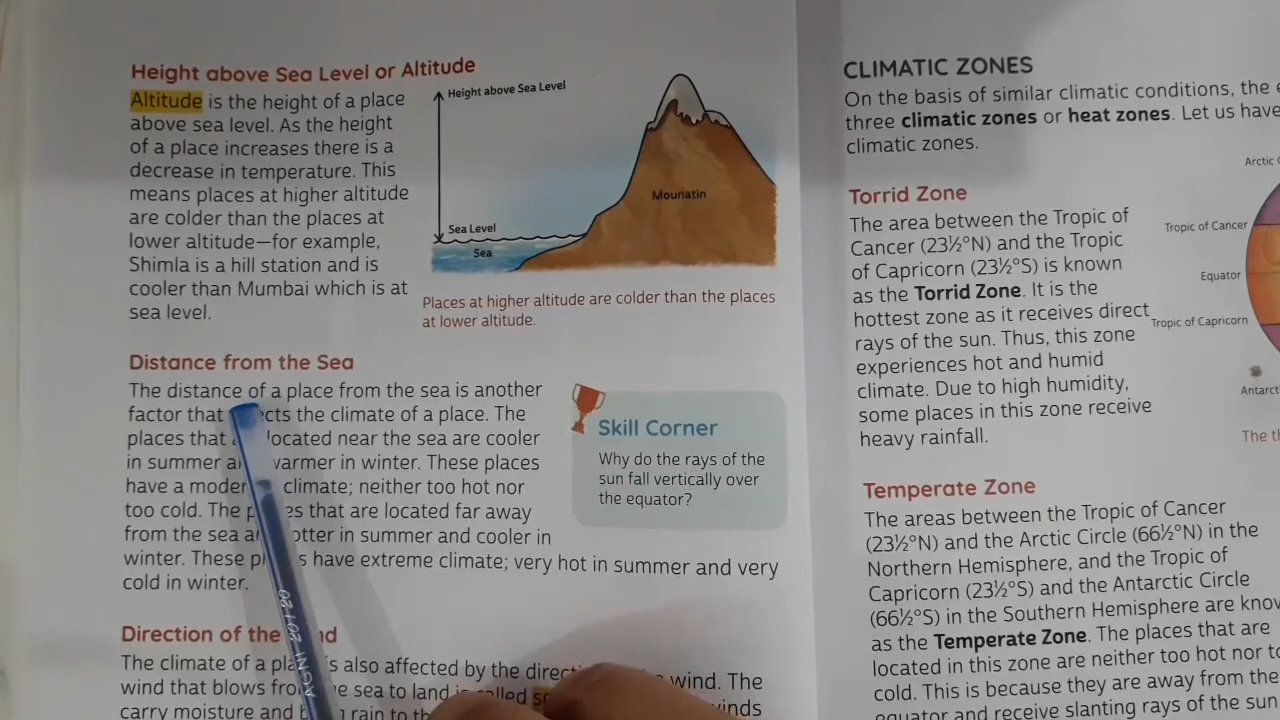 Height above Sea Level or Altitude
Altitude is the height of a place
above sea level. As the height
of a place increases there is a
decrease in temperature. This
means places at higher altitude
are colder than the places at
lower altitude—for example,
Shimla is a hill station and is
cooler than Mumbai which is at
sea level.
Height above Sea Level
Mounatin
Sea Level
Sea
Places at higher altitude are colder than the places
at lower altitude.
Distance from the Sea
The distance of a place from the sea is another
factor that the climate of a place. The
places that located near the sea are cooler
in summer warmer in winter. These places
have a climate; neither too hot nor
too cold. The that are located far away
from the sea in summer and cooler in
winter. These have extreme climate; very hot in summer and very
cold in winter.
Skill Corner
Why do the rays of the
sun fall vertically over
the equator?
Direction of the
The climate of a is also affected by the wind. The
wind that blows sea to land
carry moisture and rain to
AGNI 20/20
CLIMATIC ZONES
On the basis of similar climatic conditions, the
three climatic zones or heat zones. Let us have
climatic zones.
Torrid Zone
The area between the Tropic of
Cancer (23½°N) and the Tropic
of Capricorn (23½°S) is known
as the Torrid Zone. It is the
hottest zone as it receives direct
rays of the sun. Thus, this zone
experiences hot and humid
climate. Due to high humidity,
some places in this zone receive
heavy rainfall.
Arctic
Tropic of Cancer
Equator
Tropic of Capricorn
The
Temperate Zone
The areas between the Tropic of Cancer
(23½°N) and the Arctic Circle (66½°N) in the
Northern Hemisphere, and the Tropic of
Capricorn (23½°S) and the Antarctic Circle
(66½°S) in the Southern Hemisphere are
as the Temperate Zone. The places that are
located in this zone are neither too hot nor
cold. This is because they are away from the
equator and receive slanting rays of the sun